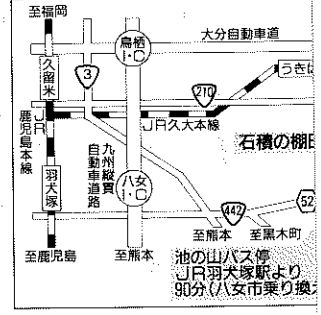 至福岡
大分自動車道
鳥栖
I・C
久留米
3
210
うきは
JR久大本線
JR
鹿児島本線
石積の棚田
九州縦貫
自動車道路
羽犬塚
八女
I・C
442
52
至熊本
至黒木町
至鹿児島
至熊本
池の山バス停
JR羽犬塚駅より
90分(八女市乗り換